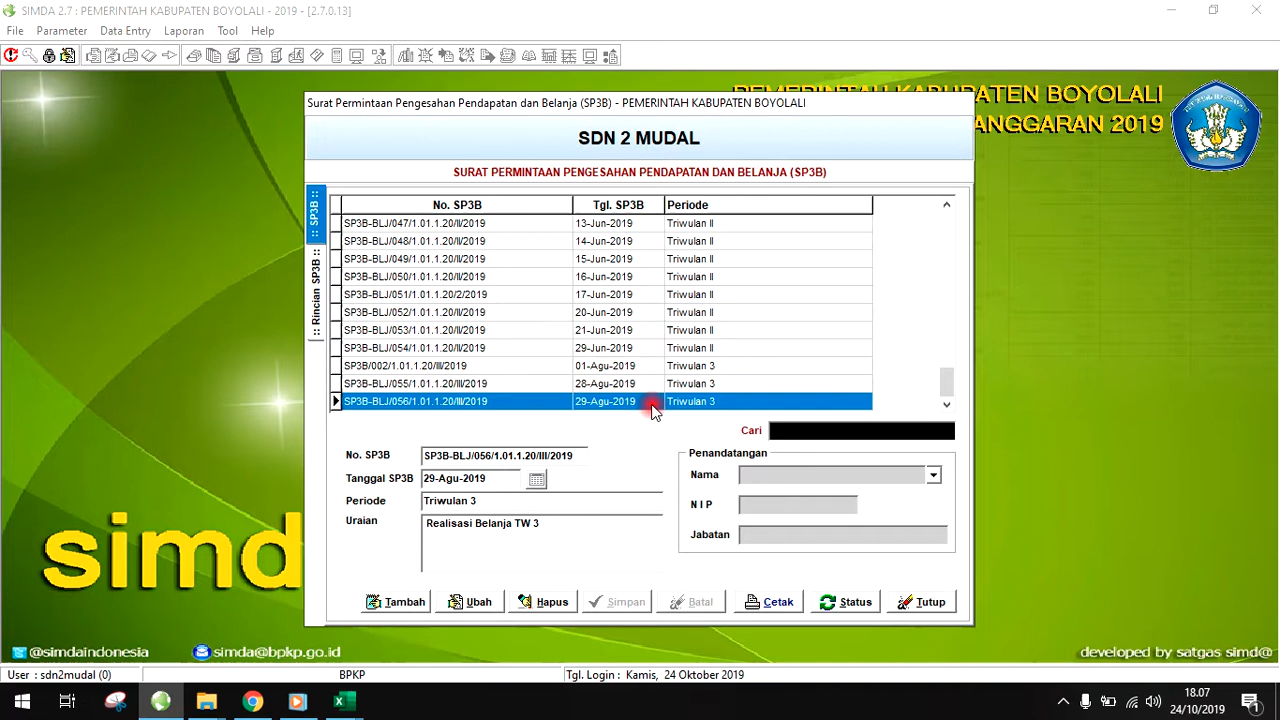 SIMDA 2.7 : PEMERINTAH KABUPATEN BOYOLALI - 2019 - [2.7.0.13]
File Parameter Data Entry Laporan Tool Help
PEMERINTAH KABUPATEN BOYOLALI
ANGGARAN 2019
Surat Permintaan Pengesahan Pendapatan dan Belanja (SP3B) - PEMERINTAH KABUPATEN BOYOLALI
SDN 2 MUDAL
SURAT PERMINTAAN PENGESAHAN PENDAPATAN DAN BELANJA (SP3B)
:: SP3B ::
:: Rincian SP3B ::
No. SP3B Tgl. SP3B Periode
SP3B-BLJ/047/1.01.1.20/II/2019 13-Jun-2019 Triwulan II
SP3B-BLJ/048/1.01.1.20/II/2019 14-Jun-2019 Triwulan II
SP3B-BLJ/049/1.01.1.20/II/2019 15-Jun-2019 Triwulan II
SP3B-BLJ/050/1.01.1.20/II/2019 16-Jun-2019 Triwulan II
SP3B-BLJ/051/1.01.1.20/2/2019 17-Jun-2019 Triwulan II
SP3B-BLJ/052/1.01.1.20/II/2019 20-Jun-2019 Triwulan II
SP3B-BLJ/053/1.01.1.20/II/2019 21-Jun-2019 Triwulan II
SP3B-BLJ/054/1.01.1.20/II/2019 29-Jun-2019 Triwulan II
SP3B/002/1.01.1.20/III/2019 01-Agu-2019 Triwulan 3
SP3B-BLJ/055/1.01.1.20/III/2019 28-Agu-2019 Triwulan 3
SP3B-BLJ/056/1.01.1.20/III/2019 29-Agu-2019 Triwulan 3
Cari
No. SP3B SP3B-BLJ/056/1.01.1.20/III/2019
Tanggal SP3B 29-Agu-2019
Periode Triwulan 3
Uraian Realisasi Belanja TW 3
Penandatangan
Nama
N I P
Jabatan
Tambah Ubah Hapus Simpan Batal Cetak Status Tutup
simd
@simdaindonesia simda@bpkp.go.id developed by satgas simd@
User : sdn2mudal (0) BPKP Tgl. Login : Kamis, 24 Oktober 2019
18.07
24/10/2019
1